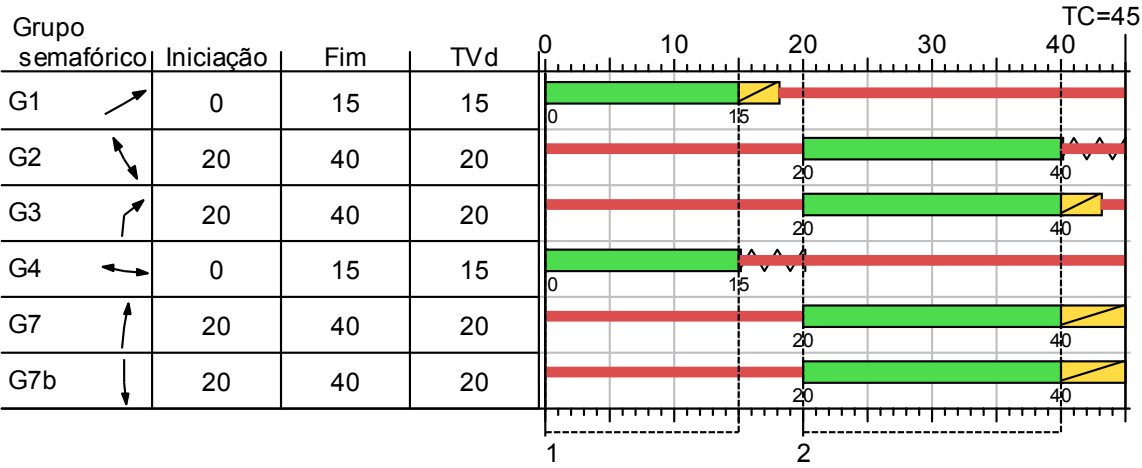 TC=45
Grupo
semafórico Iniciação Fim TVd 0 10 20 30 40
G1 0 15 15
0 15
G2 20 40 20
20 40
G3 20 40 20
20 40
G4 0 15 15
0 15
G7 20 40 20
20 40
G7b 20 40 20
20 40
1 2